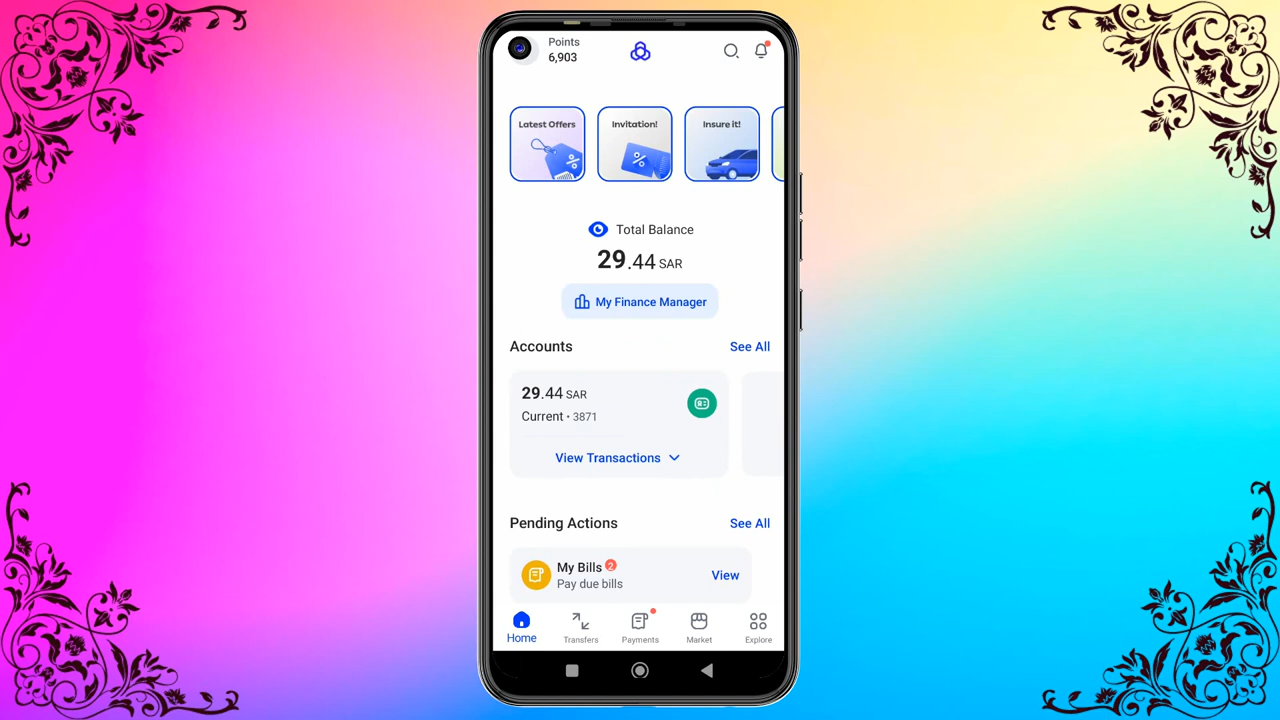 Points
6,903
Latest Offers
Invitation!
Insure it!
Total Balance
29.44 SAR
My Finance Manager
Accounts
See All
29.44 SAR
Current • 3871
View Transactions
Pending Actions
See All
My Bills 2
Pay due bills
View
Home
Transfers
Payments
Market
Explore